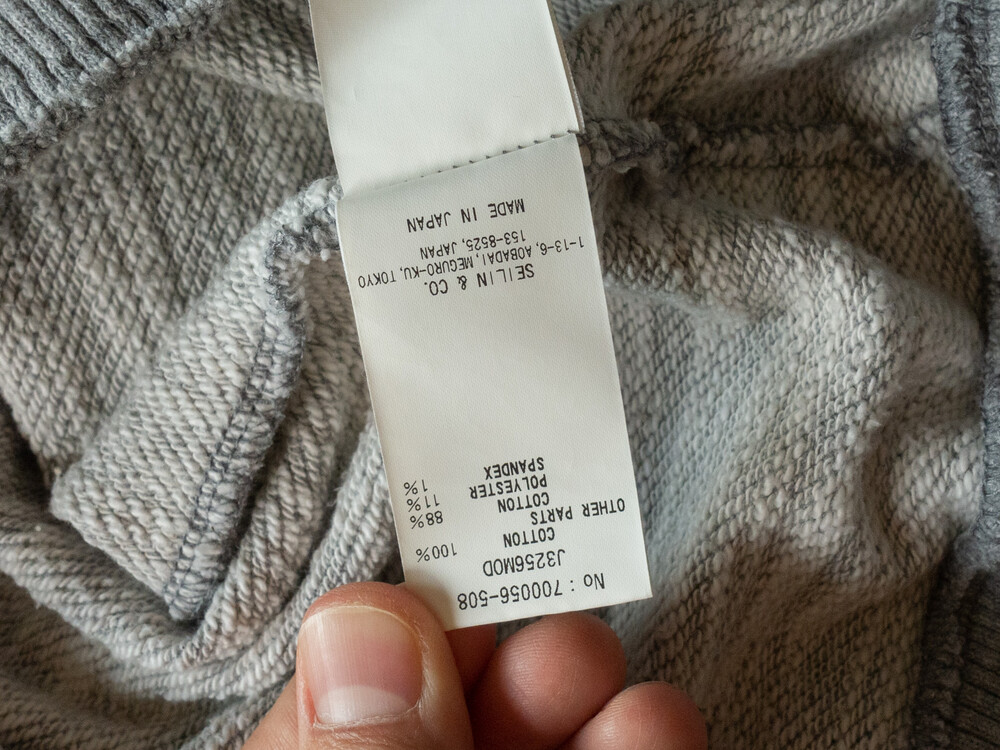 No : 700056-508
J3256MOD
COTTON 100%
OTHER PARTS
COTTON 88%
POLYESTER 11%
SPANDEX 1%
SEILIN & CO.
1-13-6, AOBADAI, MEGURO-KU, TOKYO
153-8525, JAPAN
MADE IN JAPAN